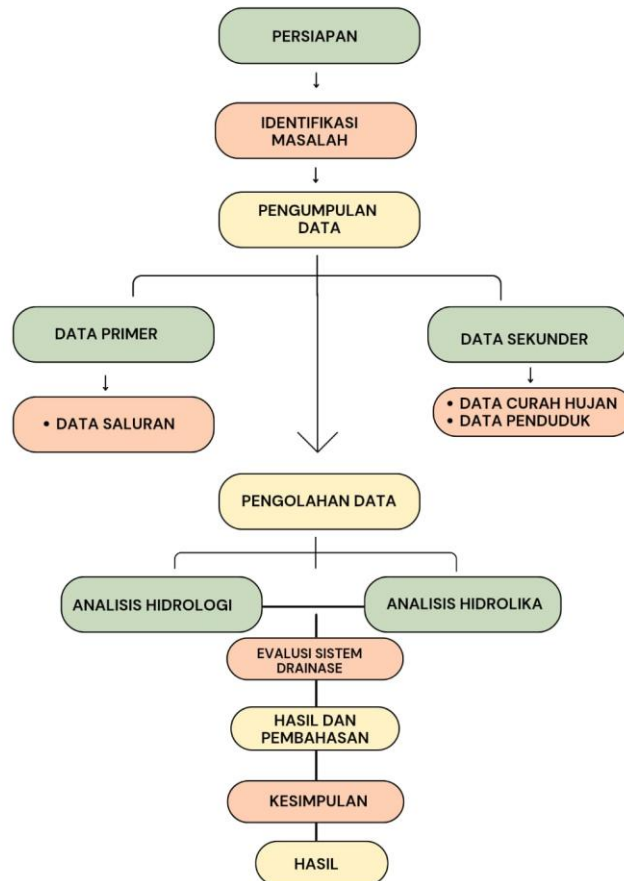 PERSIAPAN
IDENTIFIKASI
MASALAH
PENGUMPULAN
DATA
DATA PRIMER
DATA SEKUNDER
• DATA SALURAN
• DATA CURAH HUJAN
• DATA PENDUDUK
PENGOLAHAN DATA
ANALISIS HIDROLOGI
ANALISIS HIDROLIKA
EVALUSI SISTEM
DRAINASE
HASIL DAN
PEMBAHASAN
KESIMPULAN
HASIL